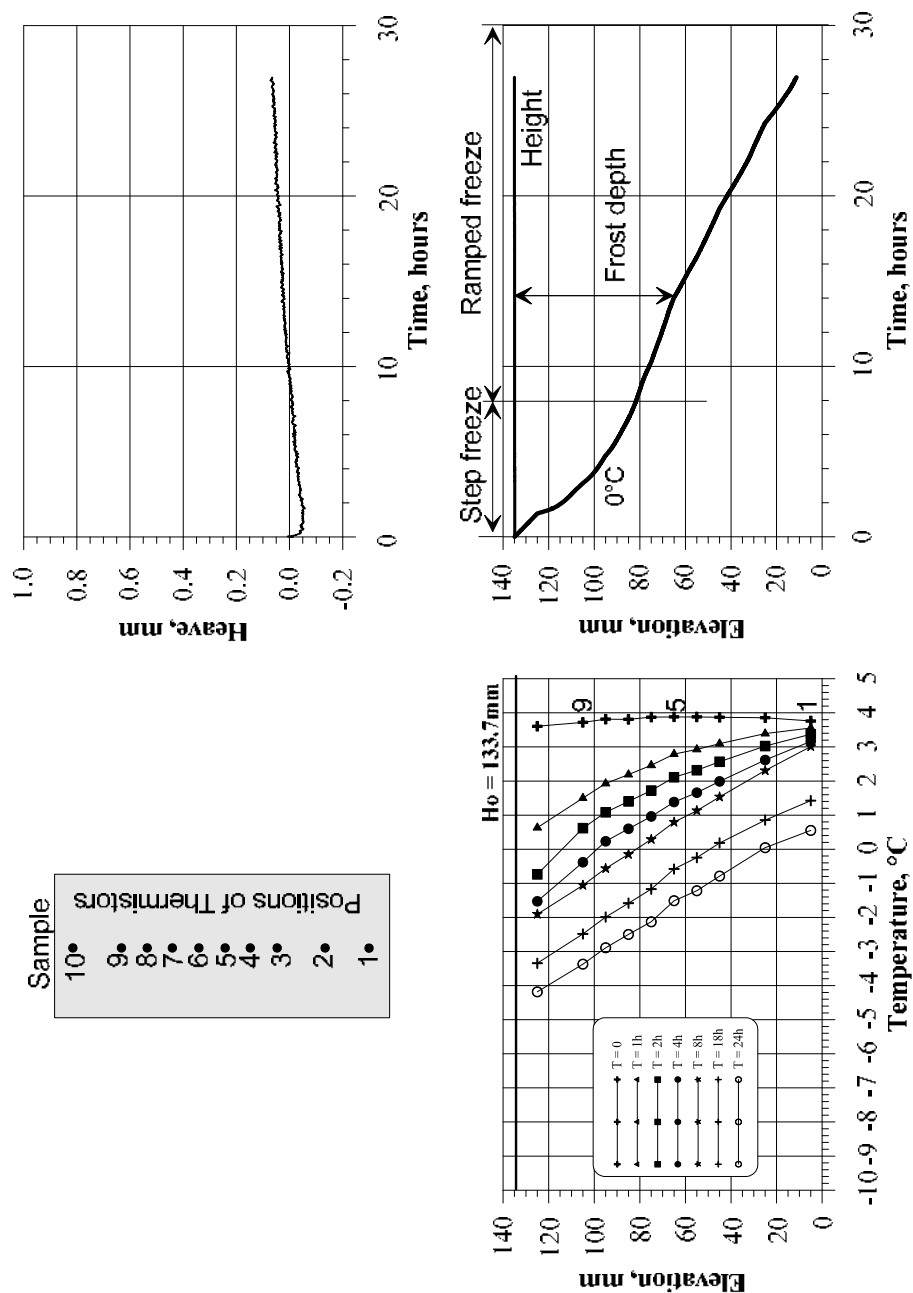 Sample
10
9
8
7
6
5
4
3
2
1
Positions of Thermistors
1.0
0.8
0.6
0.4
0.2
0.0
-0.2
Heave, mm
0
10
20
30
Time, hours
Ho = 133.7mm
140
120
100
80
60
40
20
0
Elevation, mm
9
5
1
T = 0
T = 1h
T = 2h
T = 4h
T = 8h
T = 18h
T = 24h
-10 -9 -8 -7 -6 -5 -4 -3 -2 -1 0 1 2 3 4 5
Temperature, °C
Step freeze
Ramped freeze
140
120
100
80
60
40
20
0
Elevation, mm
Height
Frost depth
0°C
0
10
20
30
Time, hours